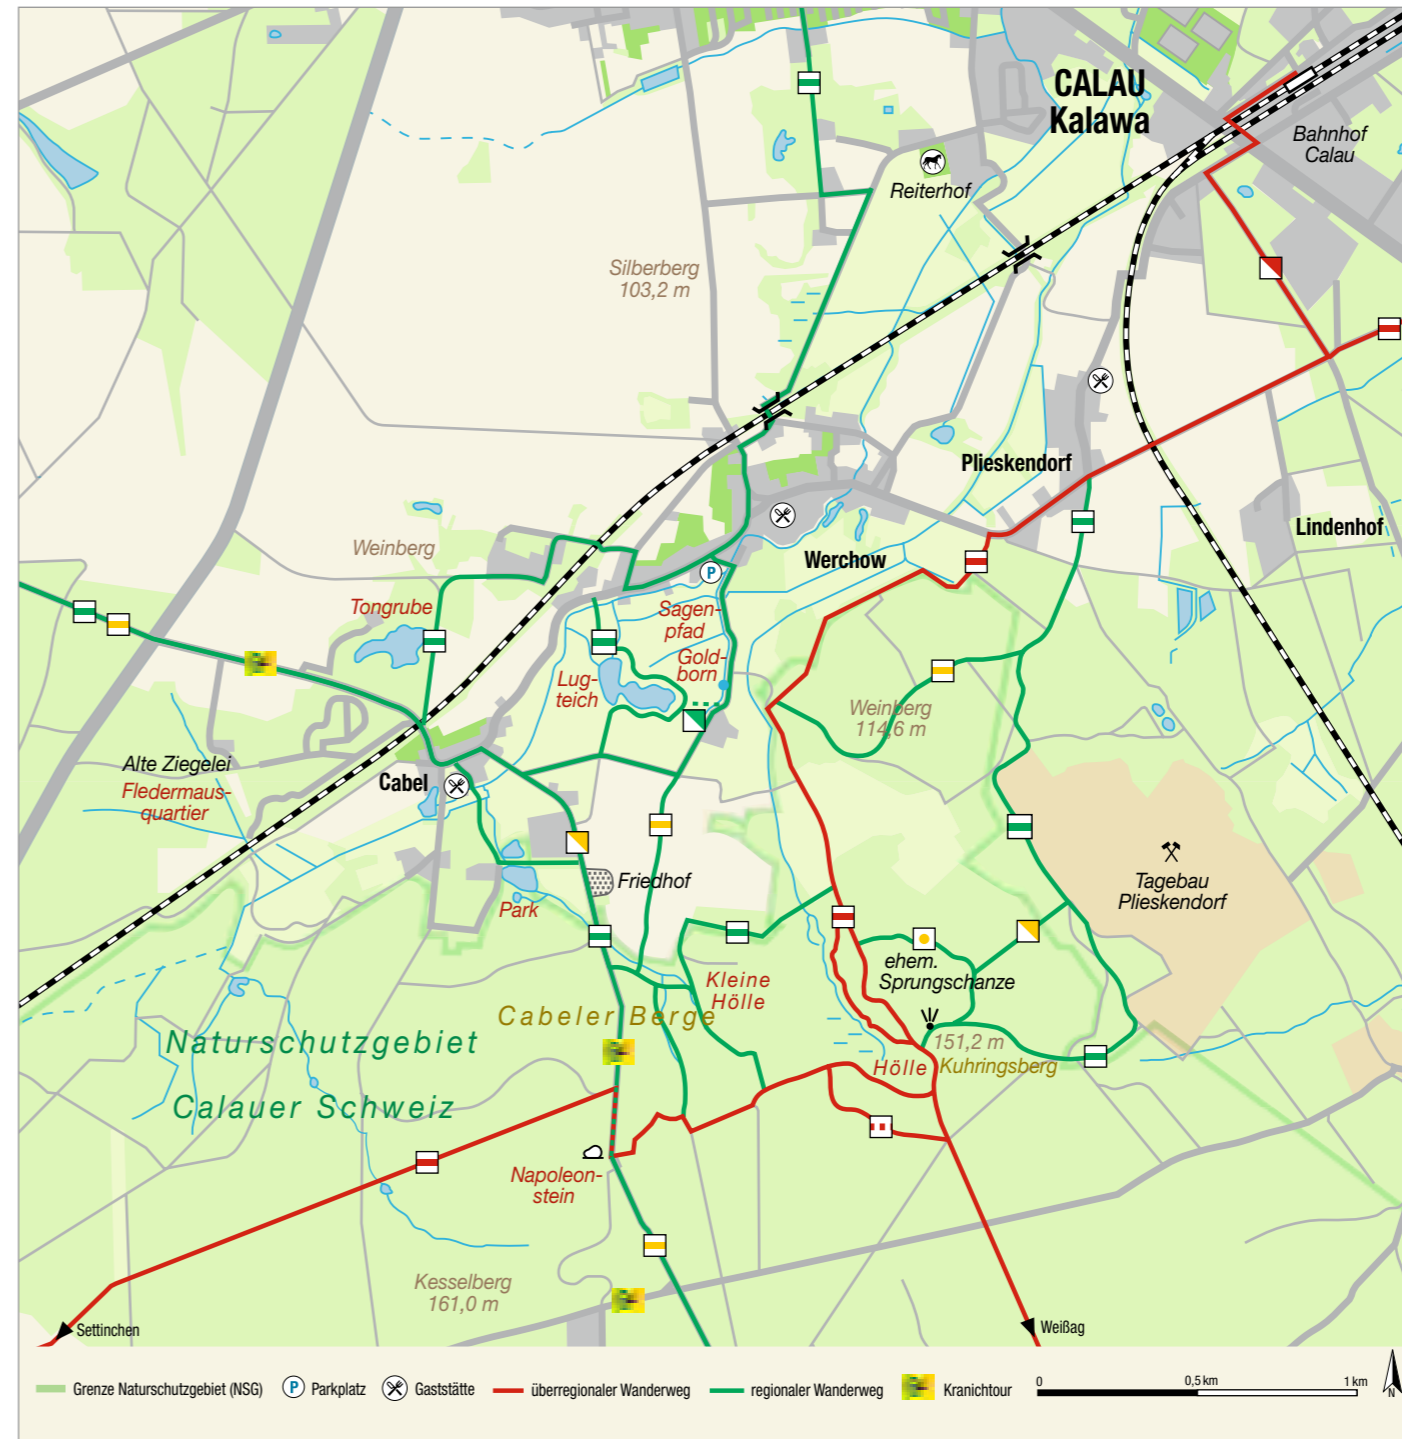 CALAU
Kalawa
Bahnhof
Calau
Reiterhof
Silberberg
103,2 m
Plieskendorf
Lindenhof
Werchow
Weinberg
Tongrube
P
Sagen-
pfad
Gold-
born
Lug-
teich
Weinberg
114,6 m
Alte Ziegelei
Fledermaus-
quartier
Cabel
Tagebau
Plieskendorf
Friedhof
Park
ehem.
Sprungschanze
Kleine
Hölle
Cabeler Berge
151,2 m
Kuhringsberg
Hölle
Naturschutzgebiet
Calauer Schweiz
Napoleon-
stein
Kesselberg
161,0 m
Settinchen
Weißag
Grenze Naturschutzgebiet (NSG)
P
Parkplatz
Gaststätte
überregionaler Wanderweg
regionaler Wanderweg
Kranichtour
0
0,5 km
1 km
N